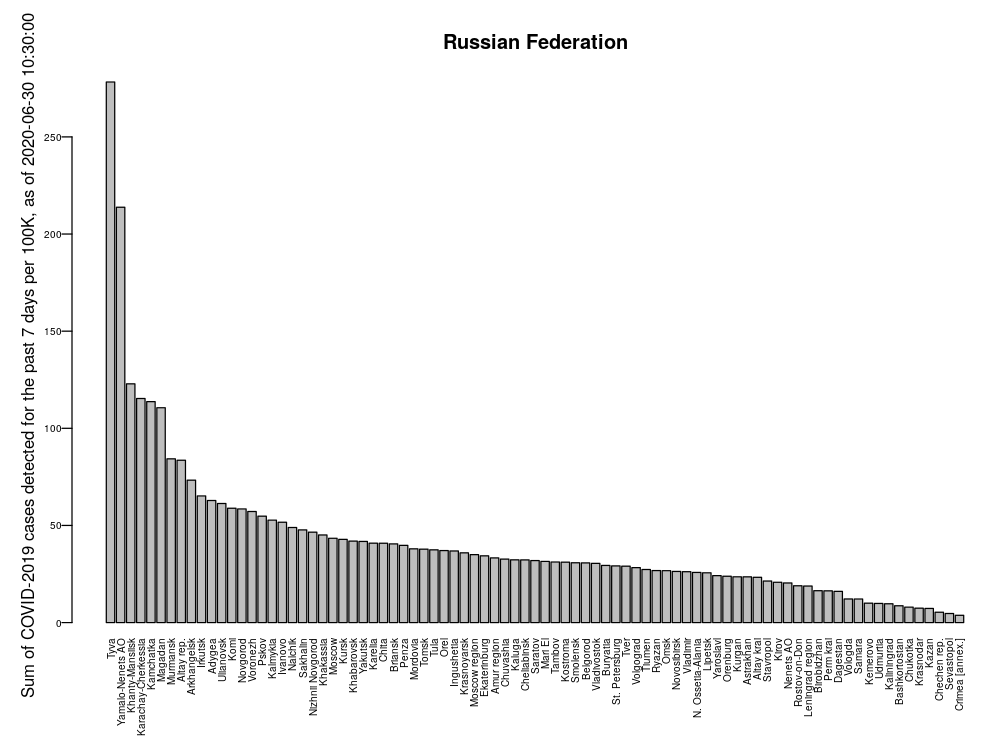 Russian Federation
Sum of COVID-2019 cases detected for the past 7 days per 100K, as of 2020-06-30 10:30:00
250
200
150
100
50
0
Tyva
Yamalo-Nenets AO
Khanty-Mansiisk
Karachay-Cherkessia
Kamchatka
Magadan
Murmansk
Altay rep.
Arkhangelsk
Irkutsk
Adygea
Ulianovsk
Komi
Novgorod
Voronezh
Pskov
Kalmykia
Ivanovo
Nalchik
Sakhalin
Nizhnii Novgorod
Khakassia
Moscow
Kursk
Khabarovsk
Yakutsk
Karelia
Chita
Briansk
Penza
Mordovia
Tomsk
Tula
Orel
Ingushetia
Krasnoyarsk
Moscow region
Ekaterinburg
Amur region
Chuvashia
Kaluga
Cheliabinsk
Saratov
Mari El
Tambov
Kostroma
Smolensk
Belgorod
Vladivostok
Buryatia
St. Petersburg
Tver
Volgograd
Tumen
Ryazan
Omsk
Novosibirsk
Vladimir
N. Ossetia-Alania
Lipetsk
Yaroslavl
Orenburg
Kurgan
Astrakhan
Altay krai
Stavropol
Kirov
Nenets AO
Rostov-on-Don
Leningrad region
Birobidzhan
Perm krai
Dagestan
Vologda
Samara
Kemerovo
Udmurtia
Kaliningrad
Bashkortostan
Chukotka
Krasnodar
Kazan
Chechen rep.
Sevastopol
Crimea [annex.]